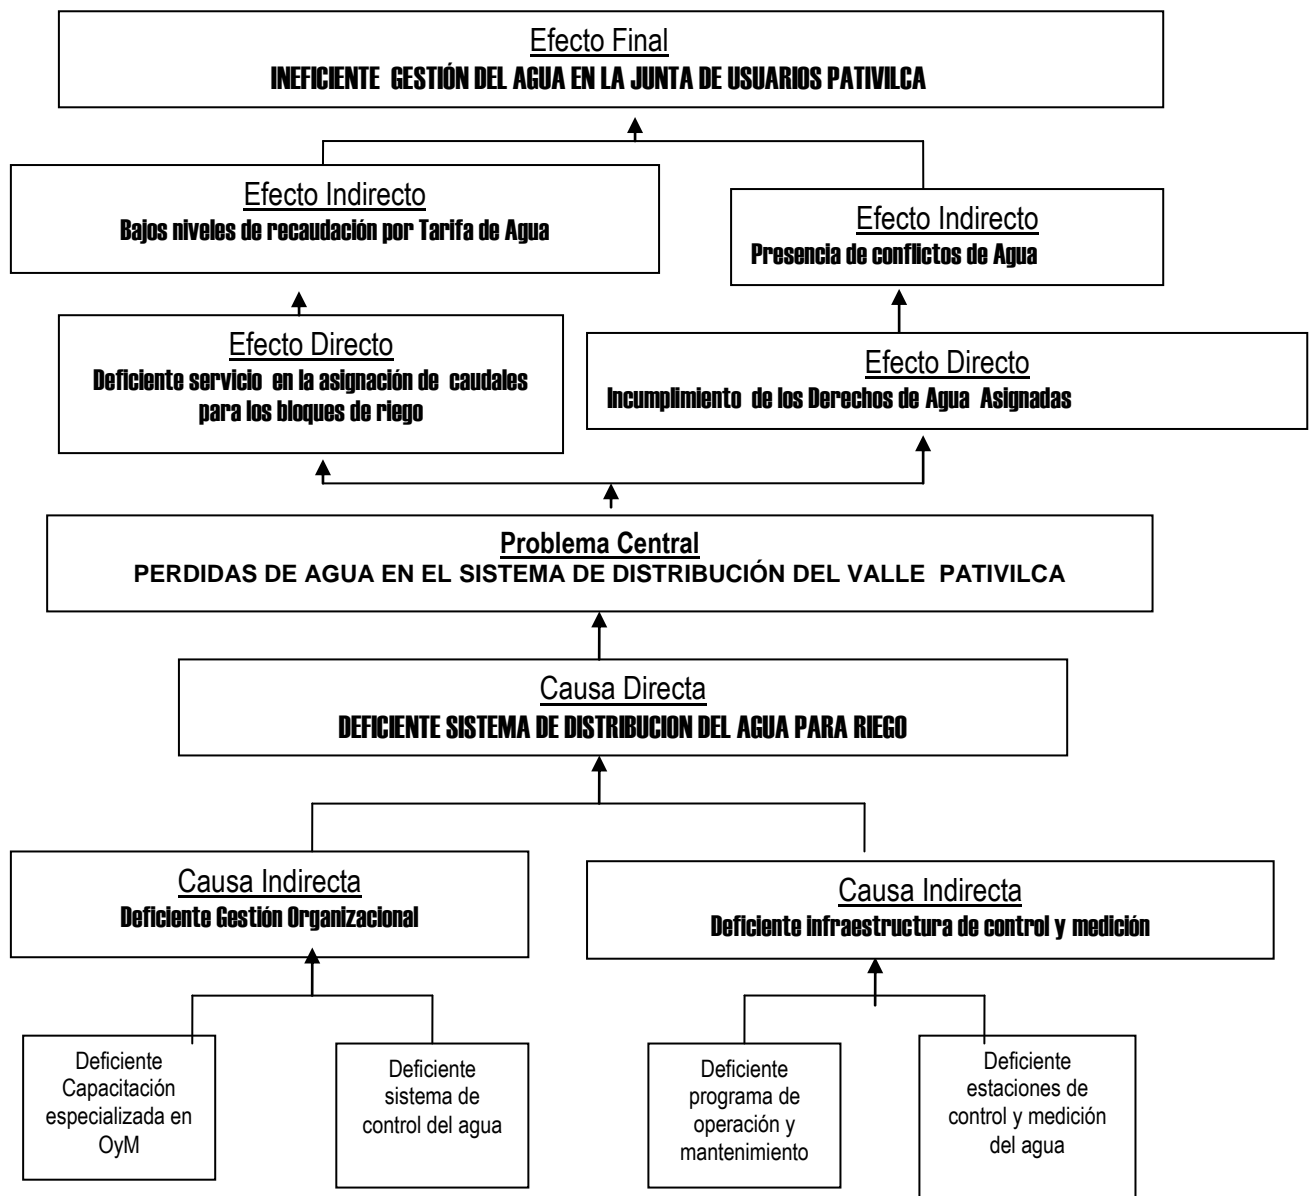 Efecto Final
INEFICIENTE GESTIÓN DEL AGUA EN LA JUNTA DE USUARIOS PATIVILCA
Efecto Indirecto
Bajos niveles de recaudación por Tarifa de Agua
Efecto Indirecto
Presencia de conflictos de Agua
Efecto Directo
Deficiente servicio en la asignación de caudales
para los bloques de riego
Efecto Directo
Incumplimiento de los Derechos de Agua Asignadas
Problema Central
PERDIDAS DE AGUA EN EL SISTEMA DE DISTRIBUCIÓN DEL VALLE PATIVILCA
Causa Directa
DEFICIENTE SISTEMA DE DISTRIBUCION DEL AGUA PARA RIEGO
Causa Indirecta
Deficiente Gestión Organizacional
Causa Indirecta
Deficiente infraestructura de control y medición
Deficiente
Capacitación
especializada en
OyM
Deficiente
sistema de
control del agua
Deficiente
programa de
operación y
mantenimiento
Deficiente
estaciones de
control y medición
del agua